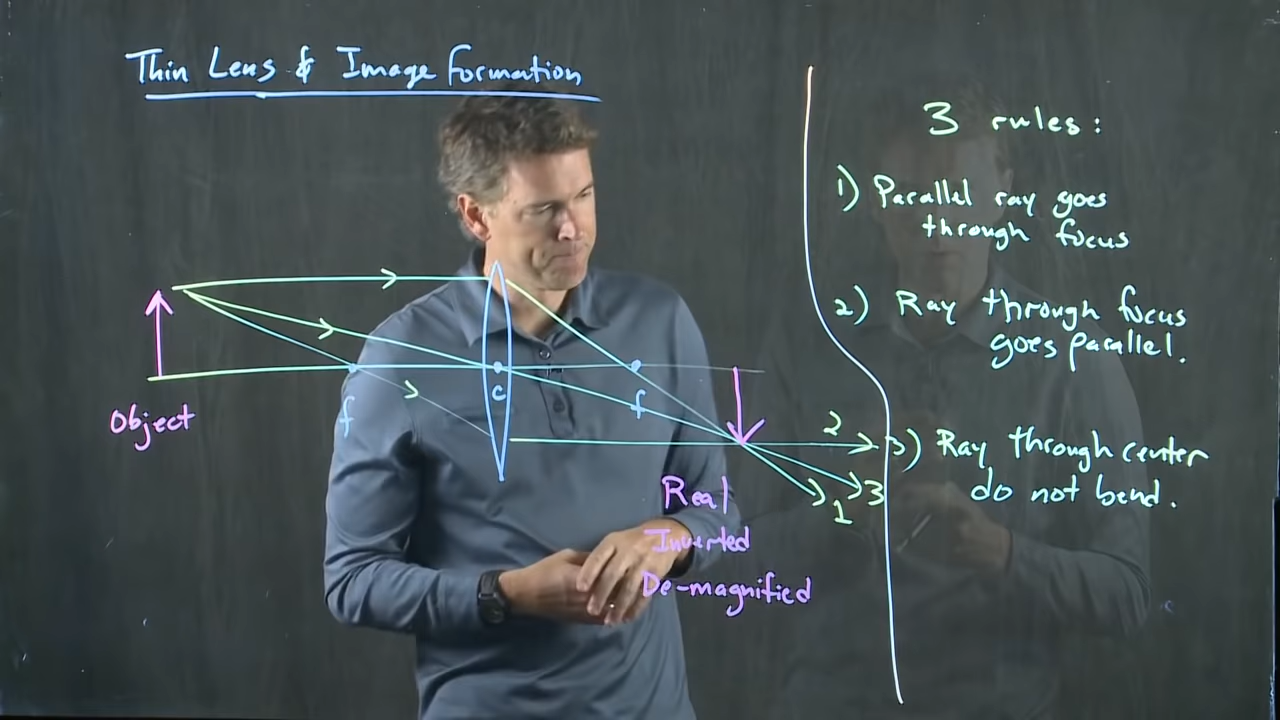 Thin Lens & Image Formation
3 rules:
1) Parallel ray goes
through focus
2) Ray through focus
goes parallel.
3) Ray through center
do not bend.
Object
f
c
f
2
3
1
Real
Inverted
De-magnified